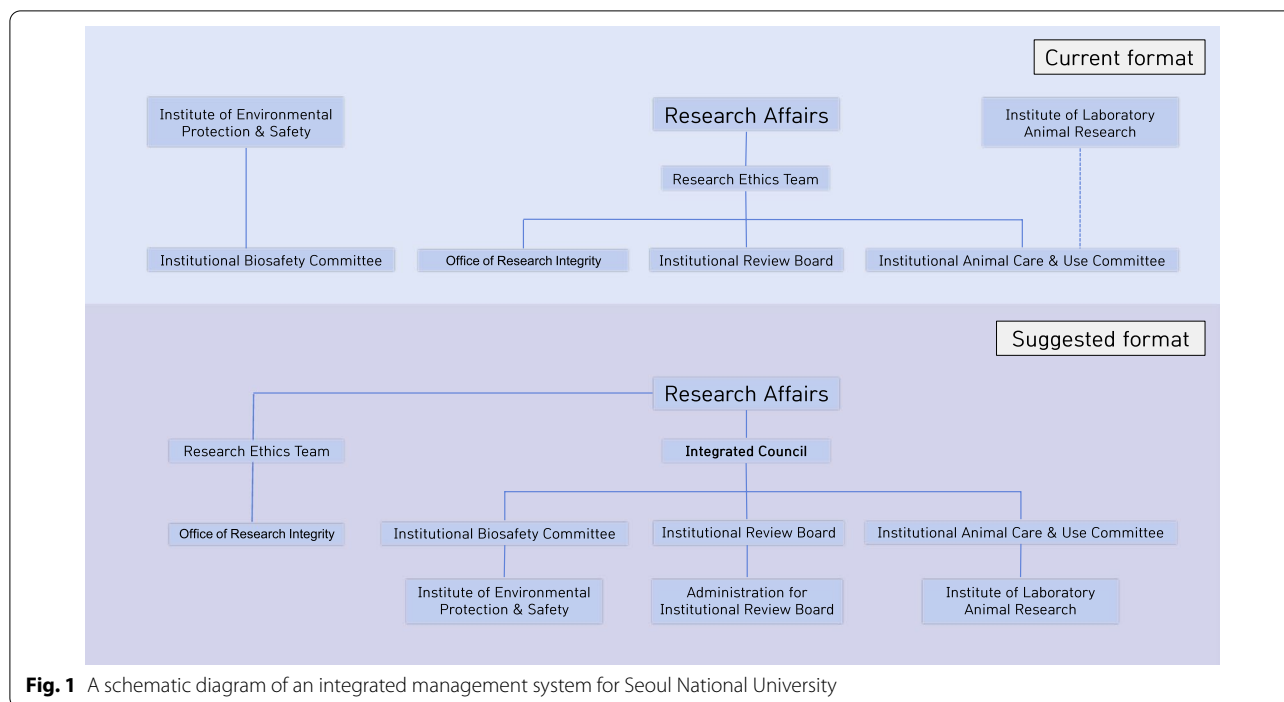 Current format
Institute of Environmental
Protection & Safety
Research Affairs
Institute of Laboratory
Animal Research
Research Ethics Team
Institutional Biosafety Committee
Office of Research Integrity
Institutional Review Board
Institutional Animal Care & Use Committee
Suggested format
Research Affairs
Research Ethics Team
Integrated Council
Office of Research Integrity
Institutional Biosafety Committee
Institutional Review Board
Institutional Animal Care & Use Committee
Institute of Environmental
Protection & Safety
Administration for
Institutional Review Board
Institute of Laboratory
Animal Research
Fig. 1 A schematic diagram of an integrated management system for Seoul National University